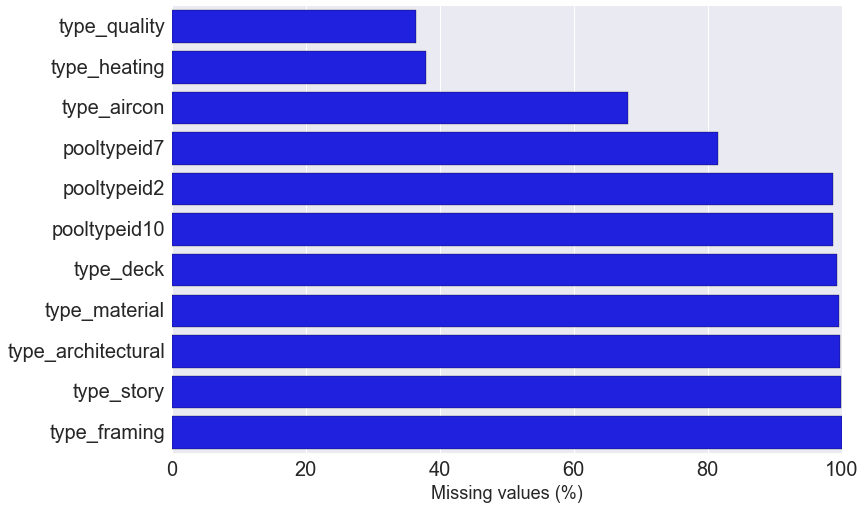 type_quality
type_heating
type_aircon
pooltypeid7
pooltypeid2
pooltypeid10
type_deck
type_material
type_architectural
type_story
type_framing
0 20 40 60 80 100
Missing values (%)